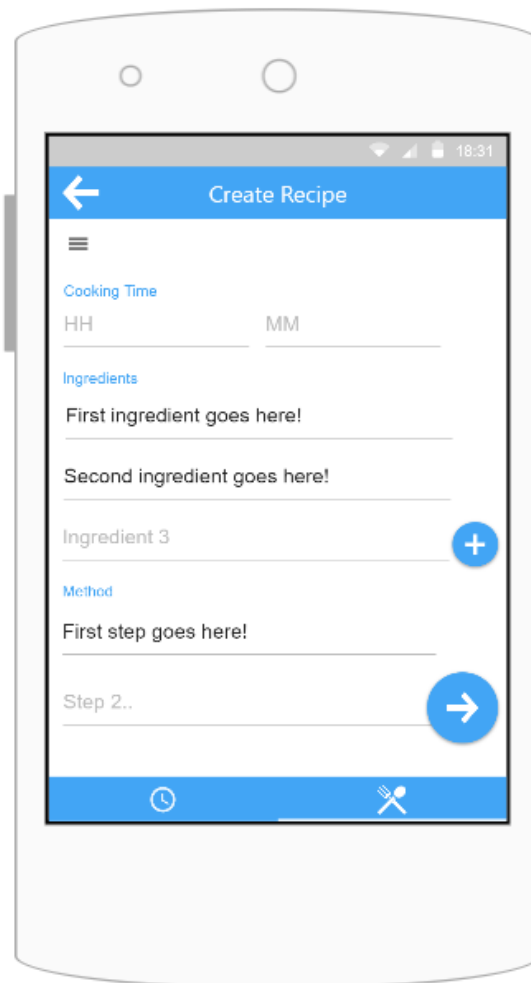 18:31
Create Recipe
Cooking Time
HH MM
Ingredients
First ingredient goes here!
Second ingredient goes here!
Ingredient 3
Method
First step goes here!
Step 2..